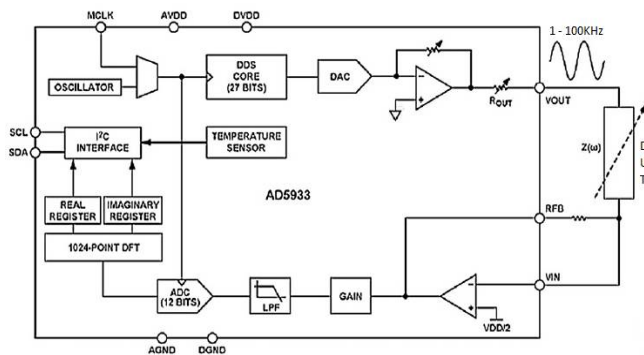 MCLK AVDD DVDD
1 - 100KHz
DDS
CORE
(27 BITS)
DAC
OSCILLATOR
ROUT
VOUT
SCL
SDA
I²C
INTERFACE
TEMPERATURE
SENSOR
Z(ω)
D
U
T
AD5933
REAL
REGISTER
IMAGINARY
REGISTER
RFB
1024-POINT DFT
ADC
(12 BITS)
LPF
GAIN
VIN
VDD/2
AGND DGND